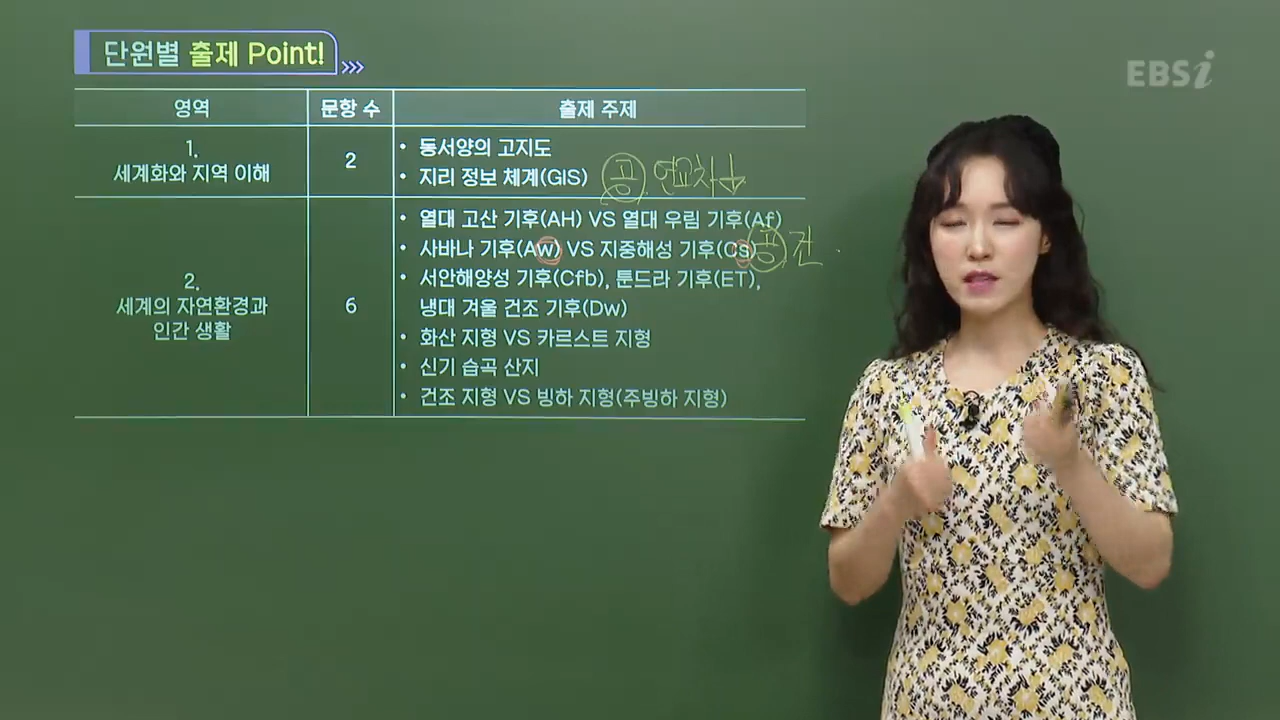 단원별 출제 Point!
EBSi
영역 문항 수 출제 주제
1.
세계화와 지역 이해
2
• 동서양의 고지도
• 지리 정보 체계(GIS) 공 연교차↓
2.
세계의 자연환경과
인간 생활
6
• 열대 고산 기후(AH) VS 열대 우림 기후(Af)
• 사바나 기후(Aw) VS 지중해성 기후(Cs) 공 건
• 서안해양성 기후(Cfb), 툰드라 기후(ET),
냉대 겨울 건조 기후(Dw)
• 화산 지형 VS 카르스트 지형
• 신기 습곡 산지
• 건조 지형 VS 빙하 지형(주빙하 지형)